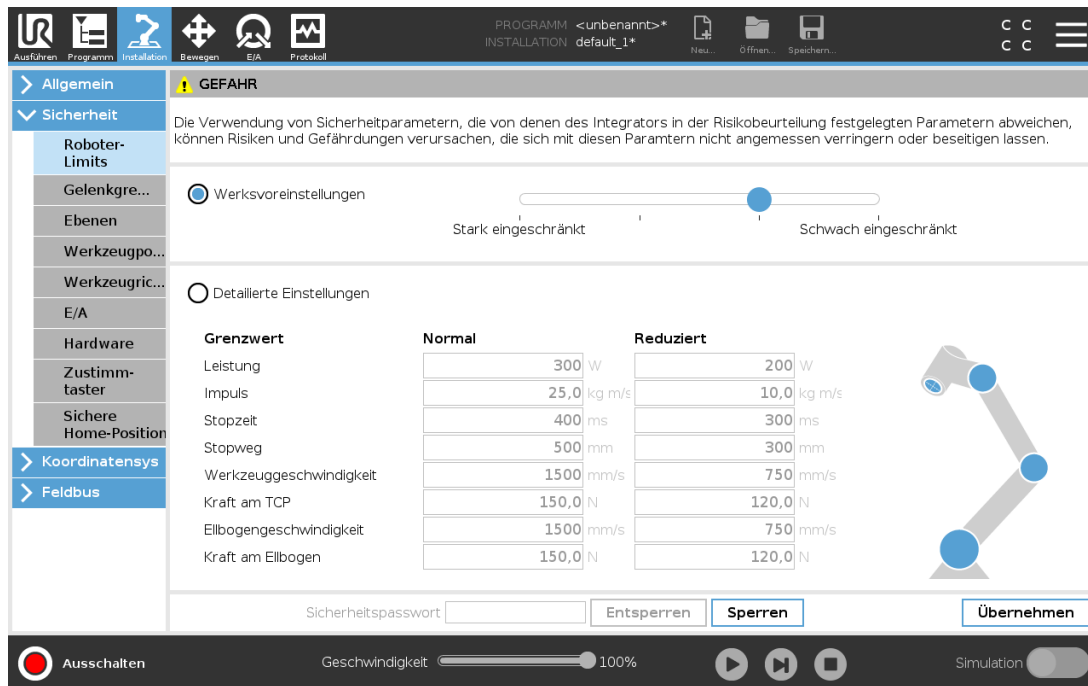 PROGRAMM <unbenannt>*
INSTALLATION default_1*
Ausführen Programm Installation Bewegen E/A Protokoll
Neu... Öffnen... Speichern...
C C
C C
Allgemein
Sicherheit
Roboter-
Limits
Gelenkgre...
Ebenen
Werkzeugpo...
Werkzeugric...
E/A
Hardware
Zustimm-
taster
Sichere
Home-Position
Koordinatensys
Feldbus
GEFAHR
Die Verwendung von Sicherheitparametern, die von denen des Integrators in der Risikobeurteilung festgelegten Parametern abweichen,
können Risiken und Gefährdungen verursachen, die sich mit diesen Paramtern nicht angemessen verringern oder beseitigen lassen.
Werksvoreinstellungen
Stark eingeschränkt Schwach eingeschränkt
Detailierte Einstellungen
Grenzwert Normal Reduziert
Leistung 300 W 200 W
Impuls 25,0 kg m/s 10,0 kg m/s
Stopzeit 400 ms 300 ms
Stopweg 500 mm 300 mm
Werkzeuggeschwindigkeit 1500 mm/s 750 mm/s
Kraft am TCP 150,0 N 120,0 N
Ellbogengeschwindigkeit 1500 mm/s 750 mm/s
Kraft am Ellbogen 150,0 N 120,0 N
Sicherheitspasswort Entsperren Sperren Übernehmen
Ausschalten Geschwindigkeit 100% Simulation